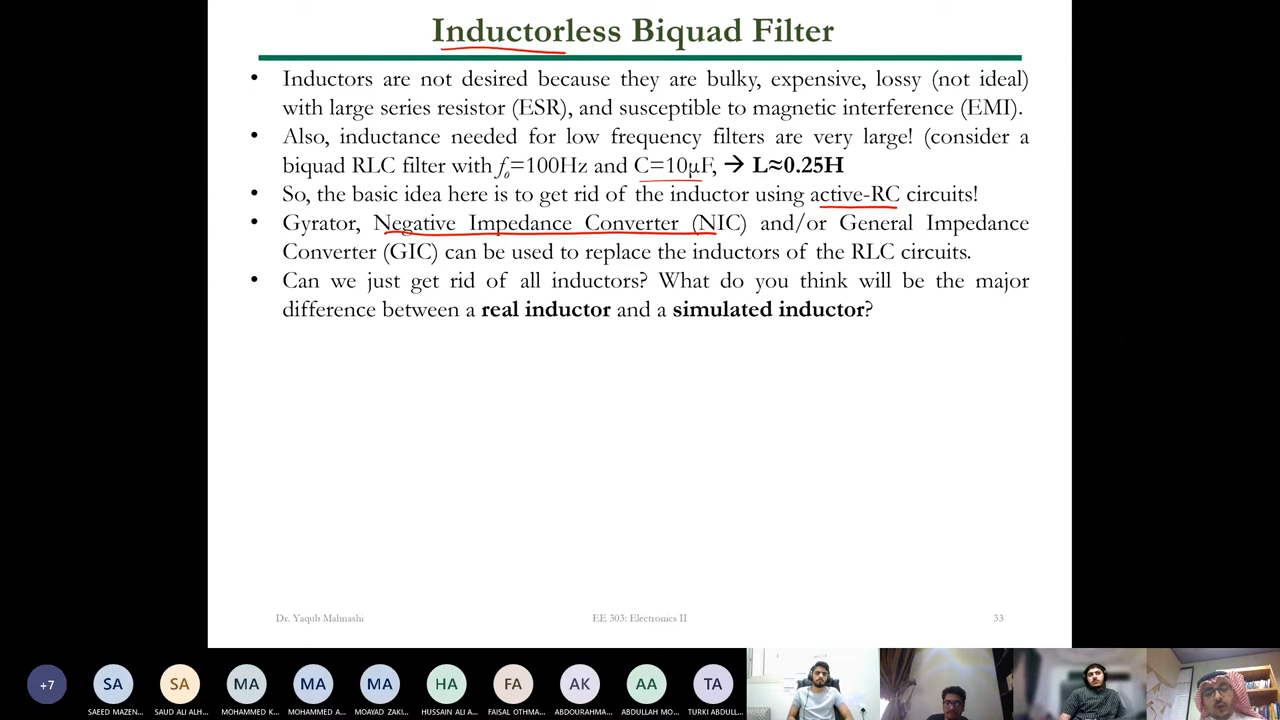 Inductorless Biquad Filter
• Inductors are not desired because they are bulky, expensive, lossy (not ideal)
with large series resistor (ESR), and susceptible to magnetic interference (EMI).
• Also, inductance needed for low frequency filters are very large! (consider a
biquad RLC filter with f₀=100Hz and C=10µF, → L≈0.25H
• So, the basic idea here is to get rid of the inductor using active-RC circuits!
• Gyrator, Negative Impedance Converter (NIC) and/or General Impedance
Converter (GIC) can be used to replace the inductors of the RLC circuits.
• Can we just get rid of all inductors? What do you think will be the major
difference between a real inductor and a simulated inductor?
Dr. Yaqub Mahnashi EE 303: Electronics II 33
+7 SA SA MA MA MA HA FA AK AA TA
SAEED MAZEN... SAUD ALI ALH... MOHAMMED K... MOHAMMED A... MOAYAD ZAKI... HUSSAIN ALI A... FAISAL OTHMA... ABDOURAHMA... ABDULLAH MO... TURKI ABDULL...